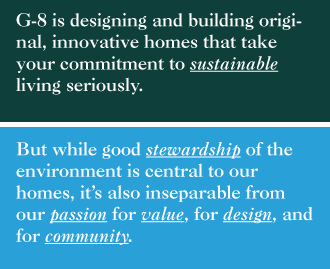 G-8 is designing and building origi-
nal, innovative homes that take
your commitment to sustainable
living seriously.
But while good stewardship of the
environment is central to our
homes, it's also inseparable from
our passion for value, for design, and
for community.